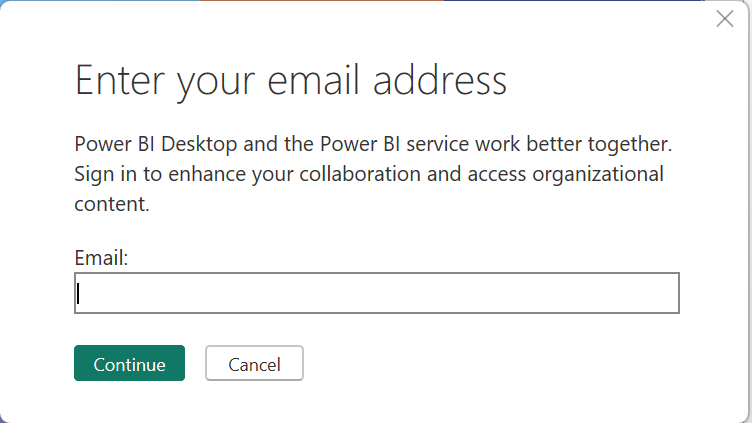 Enter your email address
Power BI Desktop and the Power BI service work better together.
Sign in to enhance your collaboration and access organizational
content.
Email:
Continue
Cancel